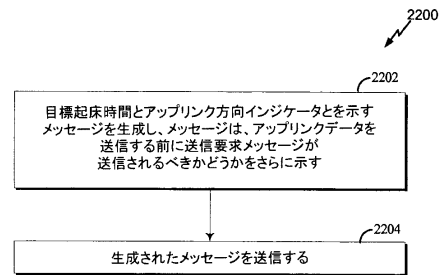 2200
2202
目標起床時間とアップリンク方向インジケータとを示す
メッセージを生成し、メッセージは、アップリンクデータを
送信する前に送信要求メッセージが
送信されるべきかどうかをさらに示す
2204
生成されたメッセージを送信する